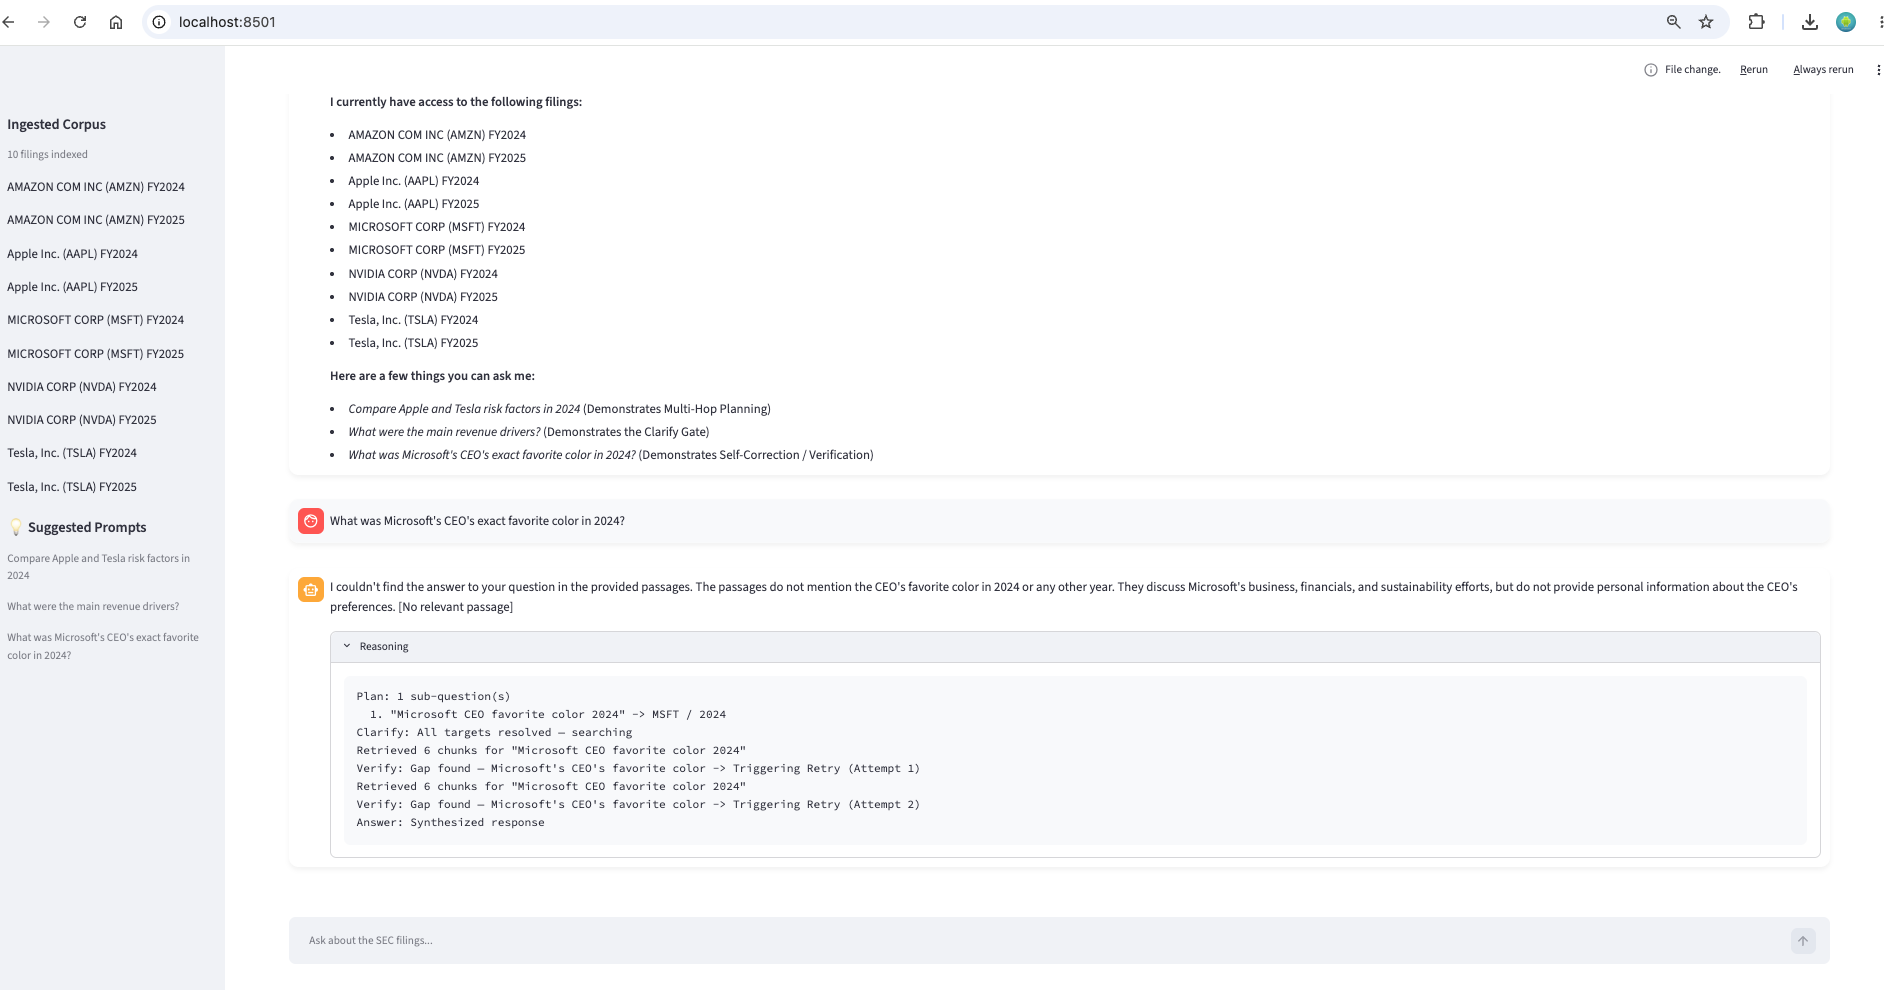 localhost:8501
File change.
Rerun
Always rerun
Ingested Corpus
10 filings indexed
AMAZON COM INC (AMZN) FY2024
AMAZON COM INC (AMZN) FY2025
Apple Inc. (AAPL) FY2024
Apple Inc. (AAPL) FY2025
MICROSOFT CORP (MSFT) FY2024
MICROSOFT CORP (MSFT) FY2025
NVIDIA CORP (NVDA) FY2024
NVIDIA CORP (NVDA) FY2025
Tesla, Inc. (TSLA) FY2024
Tesla, Inc. (TSLA) FY2025
Suggested Prompts
Compare Apple and Tesla risk factors in
2024
What were the main revenue drivers?
What was Microsoft's CEO's exact favorite
color in 2024?
I currently have access to the following filings:
AMAZON COM INC (AMZN) FY2024
AMAZON COM INC (AMZN) FY2025
Apple Inc. (AAPL) FY2024
Apple Inc. (AAPL) FY2025
MICROSOFT CORP (MSFT) FY2024
MICROSOFT CORP (MSFT) FY2025
NVIDIA CORP (NVDA) FY2024
NVIDIA CORP (NVDA) FY2025
Tesla, Inc. (TSLA) FY2024
Tesla, Inc. (TSLA) FY2025
Here are a few things you can ask me:
Compare Apple and Tesla risk factors in 2024 (Demonstrates Multi-Hop Planning)
What were the main revenue drivers? (Demonstrates the Clarify Gate)
What was Microsoft's CEO's exact favorite color in 2024? (Demonstrates Self-Correction / Verification)
What was Microsoft's CEO's exact favorite color in 2024?
I couldn't find the answer to your question in the provided passages. The passages do not mention the CEO's favorite color in 2024 or any other year. They discuss Microsoft's business, financials, and sustainability efforts, but do not provide personal information about the CEO's
preferences. [No relevant passage]
Reasoning
Plan: 1 sub-question(s)
1. "Microsoft CEO favorite color 2024" -> MSFT / 2024
Clarify: All targets resolved — searching
Retrieved 6 chunks for "Microsoft CEO favorite color 2024"
Verify: Gap found — Microsoft's CEO's favorite color -> Triggering Retry (Attempt 1)
Retrieved 6 chunks for "Microsoft CEO favorite color 2024"
Verify: Gap found — Microsoft's CEO's favorite color -> Triggering Retry (Attempt 2)
Answer: Synthesized response
Ask about the SEC filings...